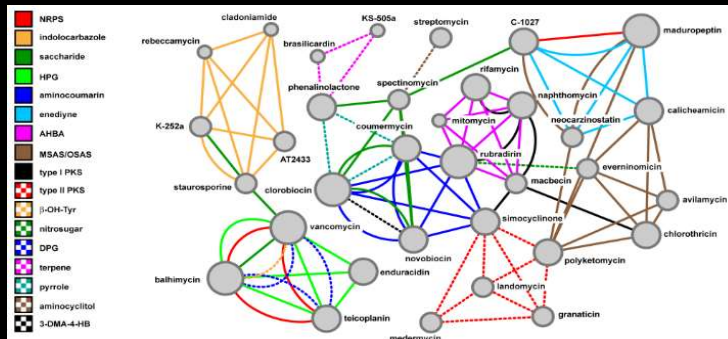 NRPS
indolocarbazole
saccharide
HPG
aminocoumarin
enediyne
AHBA
MSAS/OSAS
type I PKS
type II PKS
β-OH-Tyr
nitrosugar
DPG
terpene
pyrrole
aminocyclitol
3-DMA-4-HB
cladoniamide
rebeccamycin
K-252a
AT2433
staurosporine
KS-505a
brasilicardin
phenalinolactone
streptomycin
spectinomycin
coumermycin
clorobiocin
novobiocin
C-1027
maduropeptin
rifamycin
naphthomycin
mitomycin
rubradirin
macbecin
neocarzinostatin
calicheamicin
everninomicin
avilamycin
chlorothricin
simocyclinone
polyketomycin
landomycin
granaticin
medermycin
vancomycin
balhimycin
enduracidin
teicoplanin